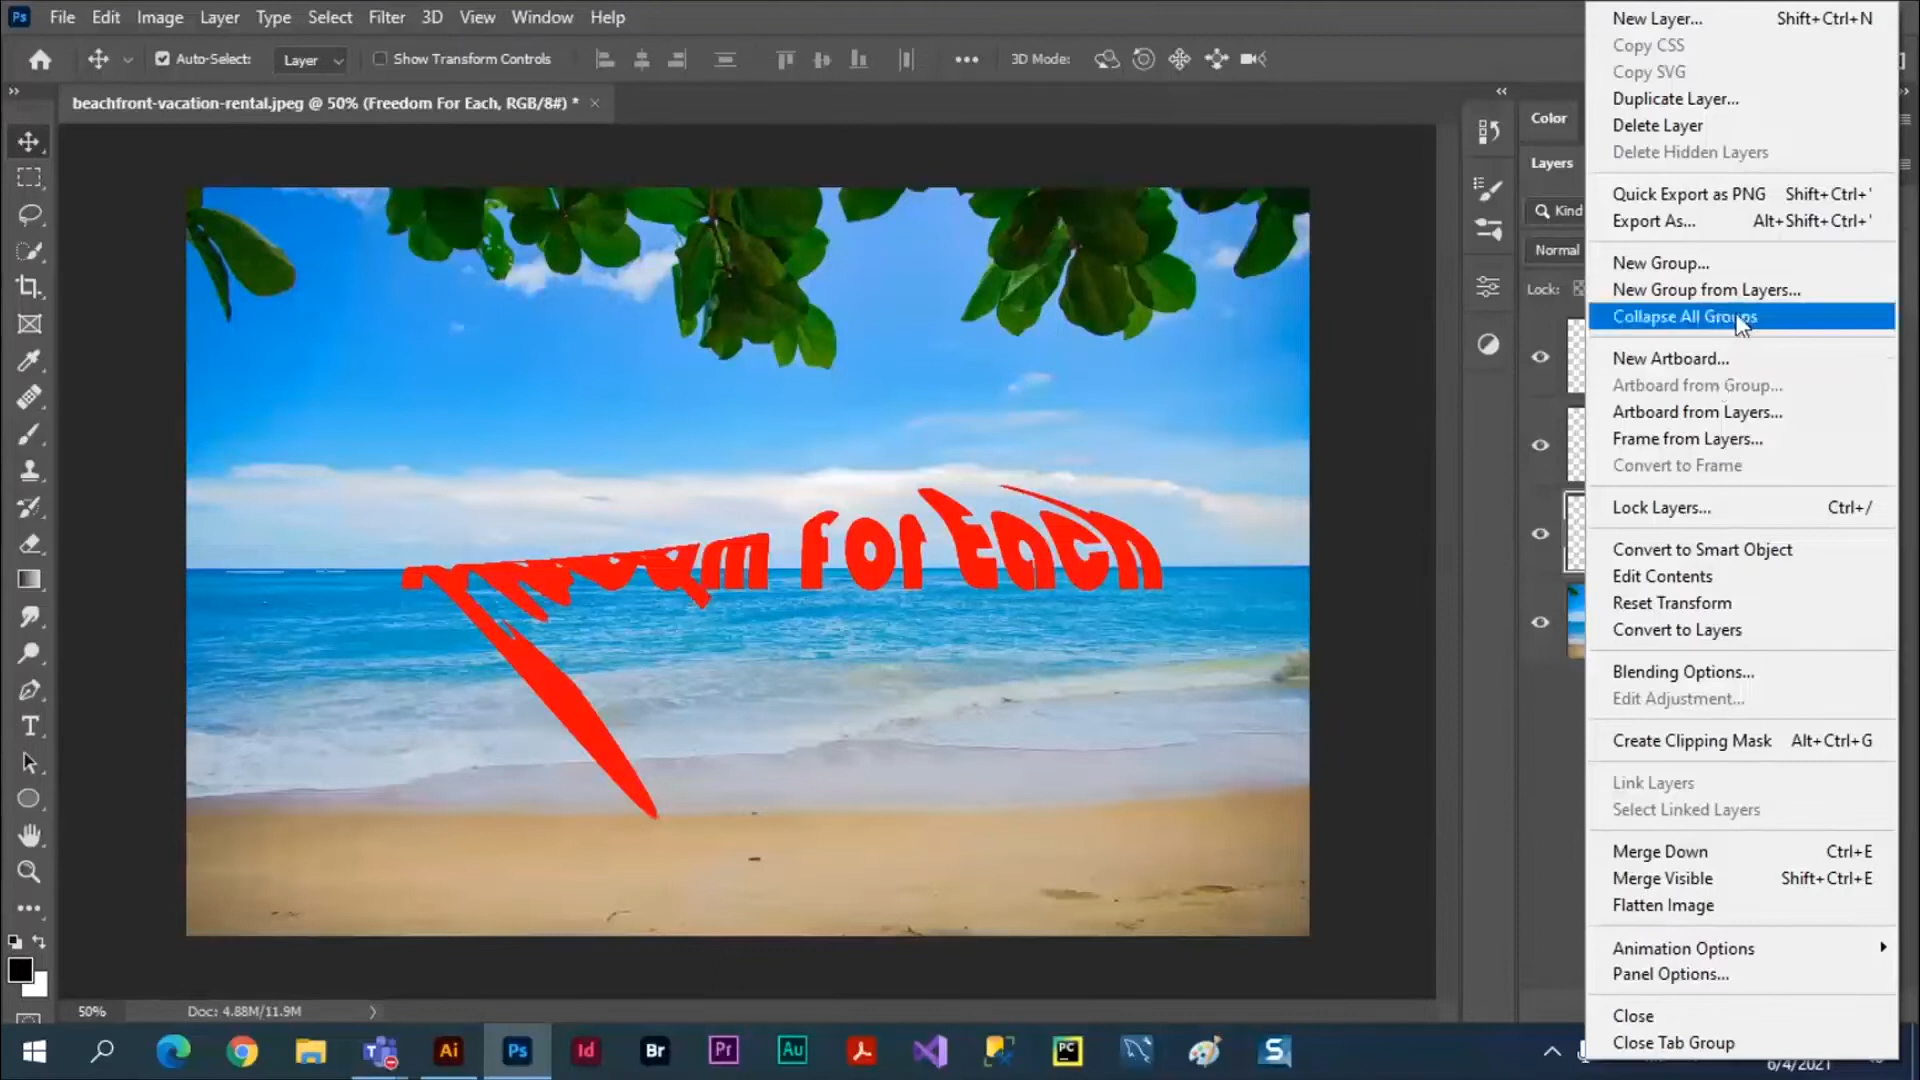 Ps File Edit Image Layer Type Select Filter 3D View Window Help
Auto-Select: Layer Show Transform Controls 3D Mode:
beachfront-vacation-rental.jpeg @ 50% (Freedom For Each, RGB/8#) *
Color
Layers
Kind
Normal
Lock:
New Layer... Shift+Ctrl+N
Copy CSS
Copy SVG
Duplicate Layer...
Delete Layer
Delete Hidden Layers
Quick Export as PNG Shift+Ctrl+'
Export As... Alt+Shift+Ctrl+'
New Group...
New Group from Layers...
Collapse All Groups
New Artboard...
Artboard from Group...
Artboard from Layers...
Frame from Layers...
Convert to Frame
Lock Layers... Ctrl+/
Convert to Smart Object
Edit Contents
Reset Transform
Convert to Layers
Blending Options...
Edit Adjustment...
Create Clipping Mask Alt+Ctrl+G
Link Layers
Select Linked Layers
Merge Down Ctrl+E
Merge Visible Shift+Ctrl+E
Flatten Image
Animation Options
Panel Options...
Close
Close Tab Group
For Each
50% Doc: 4.88M/11.9M
Ai Ps Id Br Pr Au PC S
6/4/2021